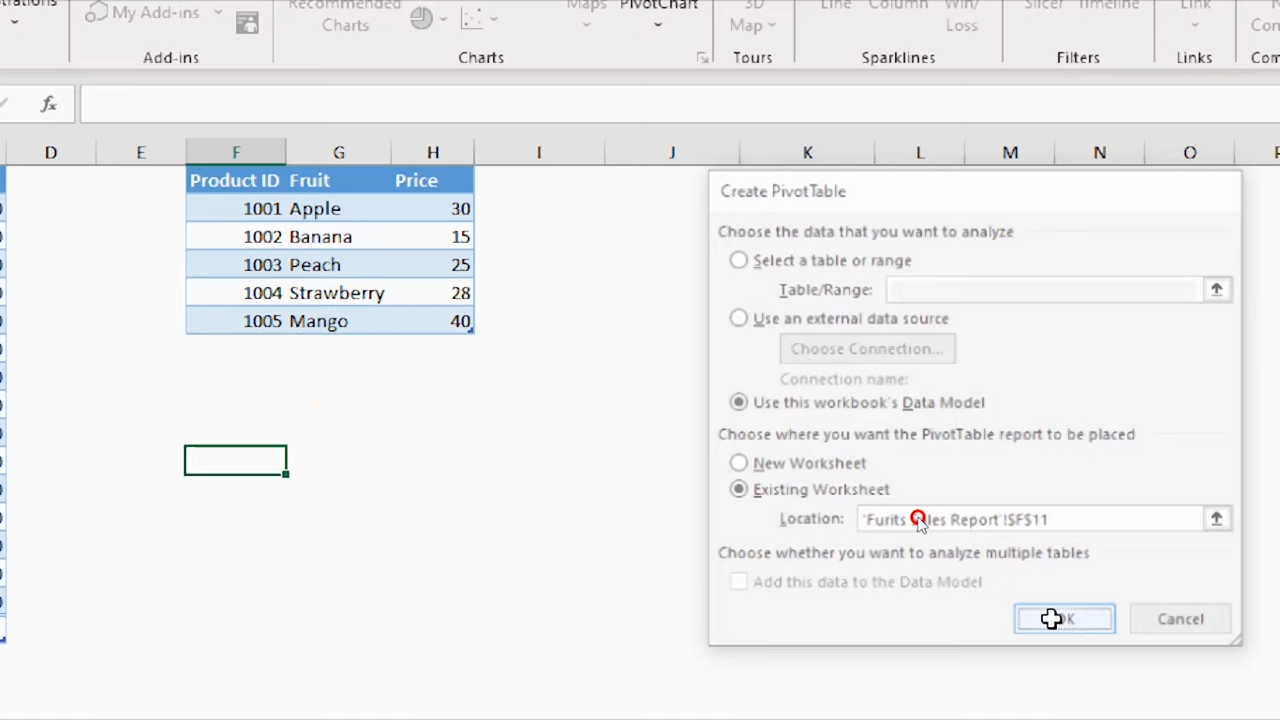 My Add-ins
Recommended
Charts
Maps
PivotChart
3D
Map
Line
Column
Win
Loss
Slicer
Timeline
Link
Add-ins
Charts
Tours
Sparklines
Filters
Links
fx
D E F G H I J K L M N O
Product ID Fruit Price
1001 Apple 30
1002 Banana 15
1003 Peach 25
1004 Strawberry 28
1005 Mango 40
Create PivotTable
Choose the data that you want to analyze
Select a table or range
Table/Range:
Use an external data source
Choose Connection...
Connection name:
Use this workbook's Data Model
Choose where you want the PivotTable report to be placed
New Worksheet
Existing Worksheet
Location: 'Furits Sales Report'!$F$11
Choose whether you want to analyze multiple tables
Add this data to the Data Model
OK Cancel